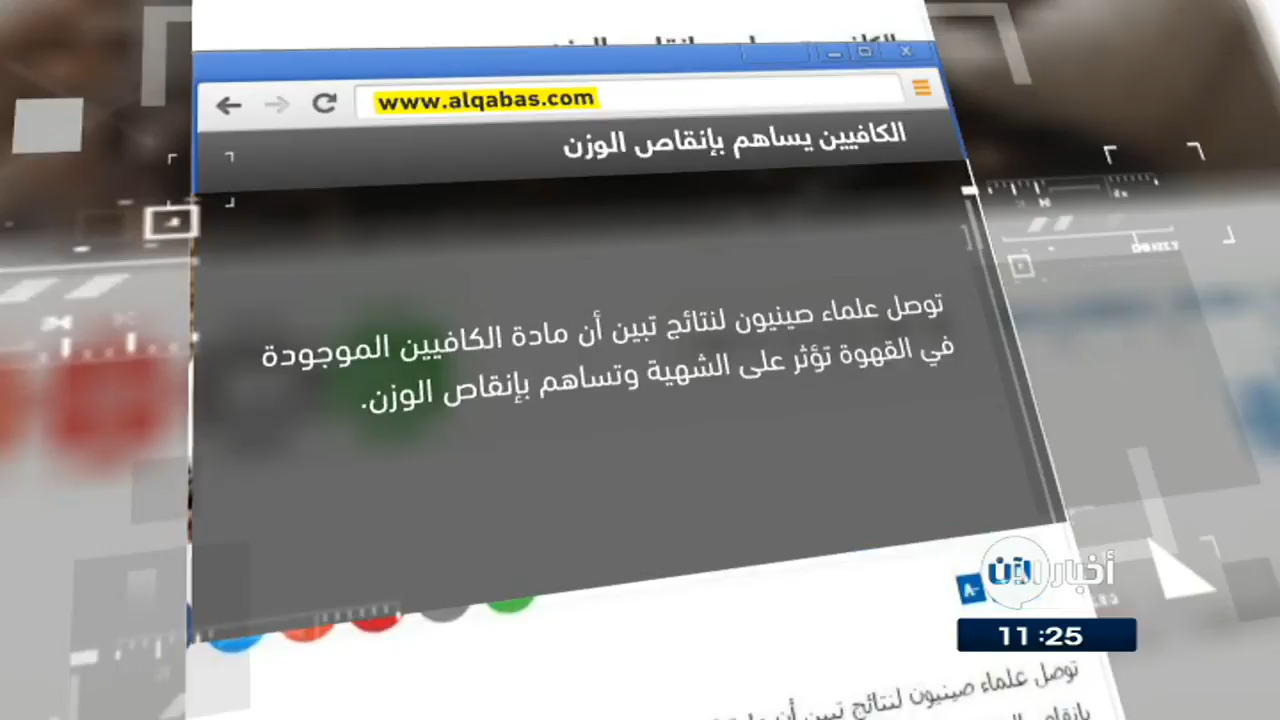 www.alqabas.com
الكافيين يساهم بإنقاص الوزن
توصل علماء صينيون لنتائج تبين أن مادة الكافيين الموجودة
في القهوة تؤثر على الشهية وتساهم بإنقاص الوزن.
أخبار الآن
A-
11:25
توصل علماء صينيون لنتائج تبين أن
بإنقاص